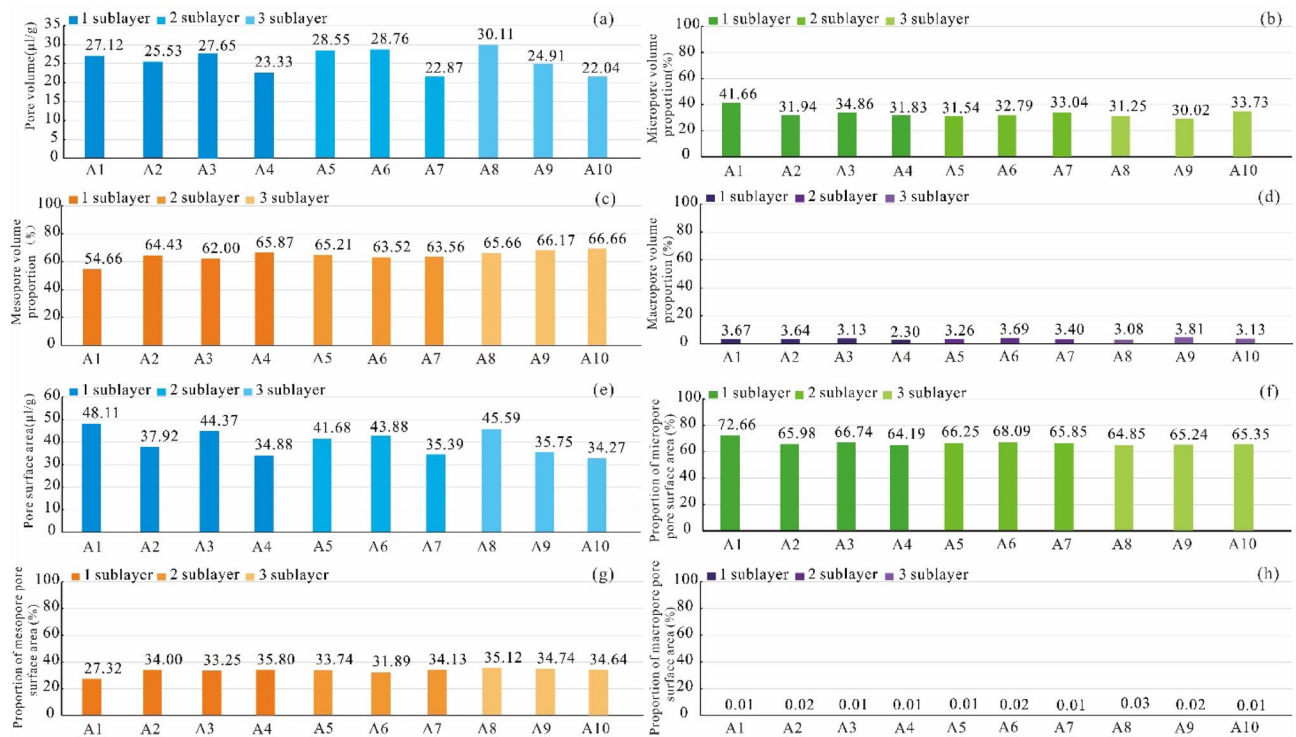 1 sublayer 2 sublayer 3 sublayer (a)
Pore volume(μl/g)
35
30
25
20
15
10
5
0
27.12 25.53 27.65 23.33 28.55 28.76 22.87 30.11 24.91 22.04
A1 A2 A3 A4 A5 A6 A7 A8 A9 A10
1 sublayer 2 sublayer 3 sublayer (b)
Micropore volume
proportion(%)
100
80
60
40
20
0
41.66 31.94 34.86 31.83 31.54 32.79 33.04 31.25 30.02 33.73
A1 A2 A3 A4 A5 A6 A7 A8 A9 A10
1 sublayer 2 sublayer 3 sublayer (c)
Mesopore volume
proportion (%)
100
80
60
40
20
0
54.66 64.43 62.00 65.87 65.21 63.52 63.56 65.66 66.17 66.66
A1 A2 A3 A4 A5 A6 A7 A8 A9 A10
1 sublayer 2 sublayer 3 sublayer (d)
Macropore volume
proportion (%)
100
80
60
40
20
0
3.67 3.64 3.13 2.30 3.26 3.69 3.40 3.08 3.81 3.13
A1 A2 A3 A4 A5 A6 A7 A8 A9 A10
1 sublayer 2 sublayer 3 sublayer (e)
Pore surface area(μl/g)
60
50
40
30
20
10
0
48.11 37.92 44.37 34.88 41.68 43.88 35.39 45.59 35.75 34.27
A1 A2 A3 A4 A5 A6 A7 A8 A9 A10
1 sublayer 2 sublayer 3 sublayer (f)
Proportion of micropore
pore surface area (%)
100
80
60
40
20
0
72.66 65.98 66.74 64.19 66.25 68.09 65.85 64.85 65.24 65.35
A1 A2 A3 A4 A5 A6 A7 A8 A9 A10
1 sublayer 2 sublayer 3 sublayer (g)
Proportion of mesopore pore
surface area (%)
100
80
60
40
20
0
27.32 34.00 33.25 35.80 33.74 31.89 34.13 35.12 34.74 34.64
A1 A2 A3 A4 A5 A6 A7 A8 A9 A10
1 sublayer 2 sublayer 3 sublayer (h)
Proportion of macropore pore
surface area (%)
100
80
60
40
20
0
0.01 0.02 0.01 0.01 0.01 0.02 0.01 0.03 0.02 0.01
A1 A2 A3 A4 A5 A6 A7 A8 A9 A10